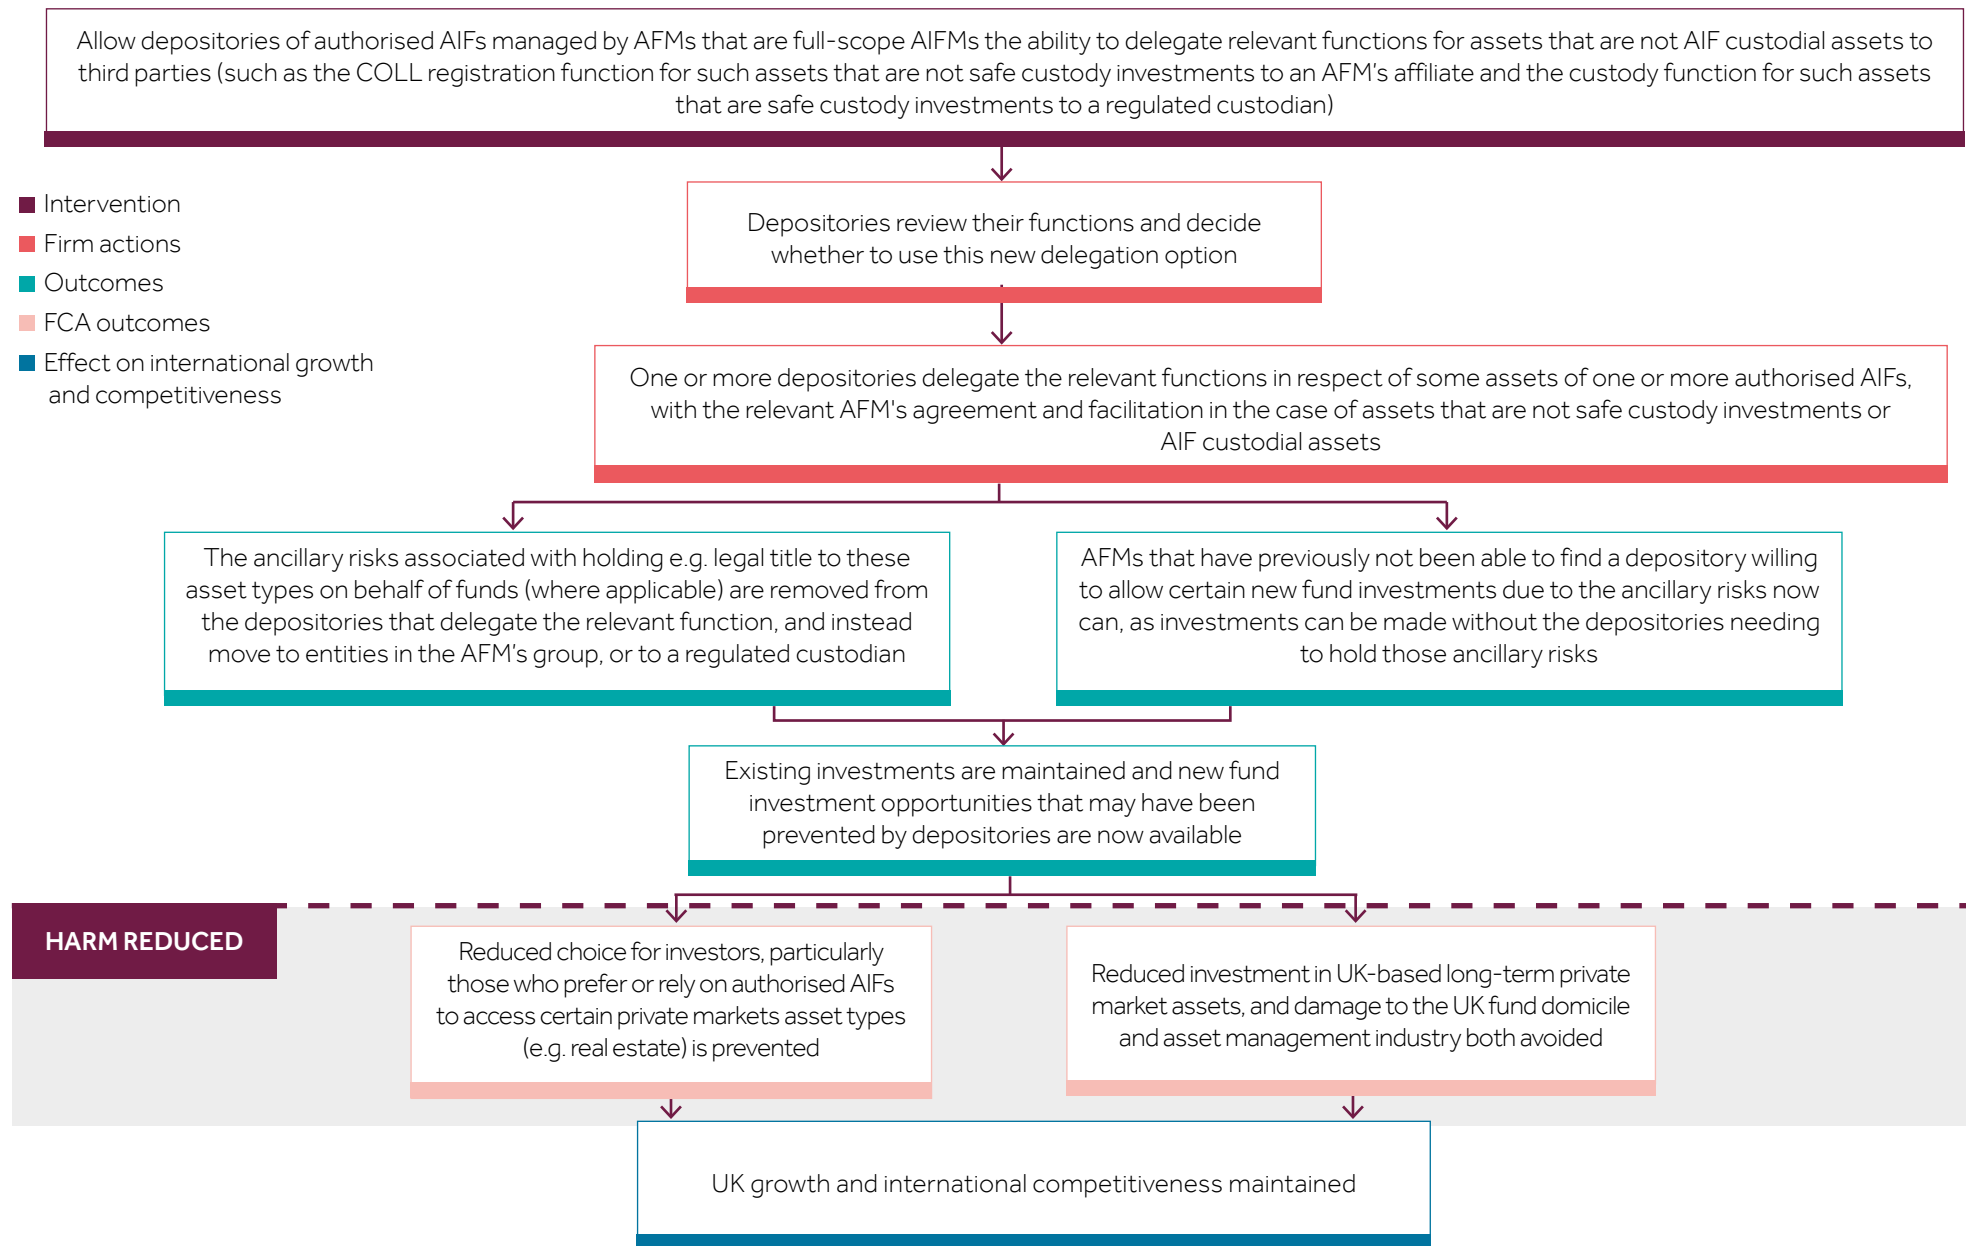 Allow depositories of authorised AIFs managed by AFMs that are full-scope AIFMs the ability to delegate relevant functions for assets that are not AIF custodial assets to
third parties (such as the COLL registration function for such assets that are not safe custody investments to an AFM's affiliate and the custody function for such assets
that are safe custody investments to a regulated custodian)
Intervention
Firm actions
Outcomes
FCA outcomes
Effect on international growth
and competitiveness
Depositories review their functions and decide
whether to use this new delegation option
One or more depositories delegate the relevant functions in respect of some assets of one or more authorised AIFs,
with the relevant AFM's agreement and facilitation in the case of assets that are not safe custody investments or
AIF custodial assets
The ancillary risks associated with holding e.g. legal title to these
asset types on behalf of funds (where applicable) are removed from
the depositories that delegate the relevant function, and instead
move to entities in the AFM's group, or to a regulated custodian
AFMs that have previously not been able to find a depository willing
to allow certain new fund investments due to the ancillary risks now
can, as investments can be made without the depositories needing
to hold those ancillary risks
Existing investments are maintained and new fund
investment opportunities that may have been
prevented by depositories are now available
HARM REDUCED
Reduced choice for investors, particularly
those who prefer or rely on authorised AIFs
to access certain private markets asset types
(e.g. real estate) is prevented
Reduced investment in UK-based long-term private
market assets, and damage to the UK fund domicile
and asset management industry both avoided
UK growth and international competitiveness maintained